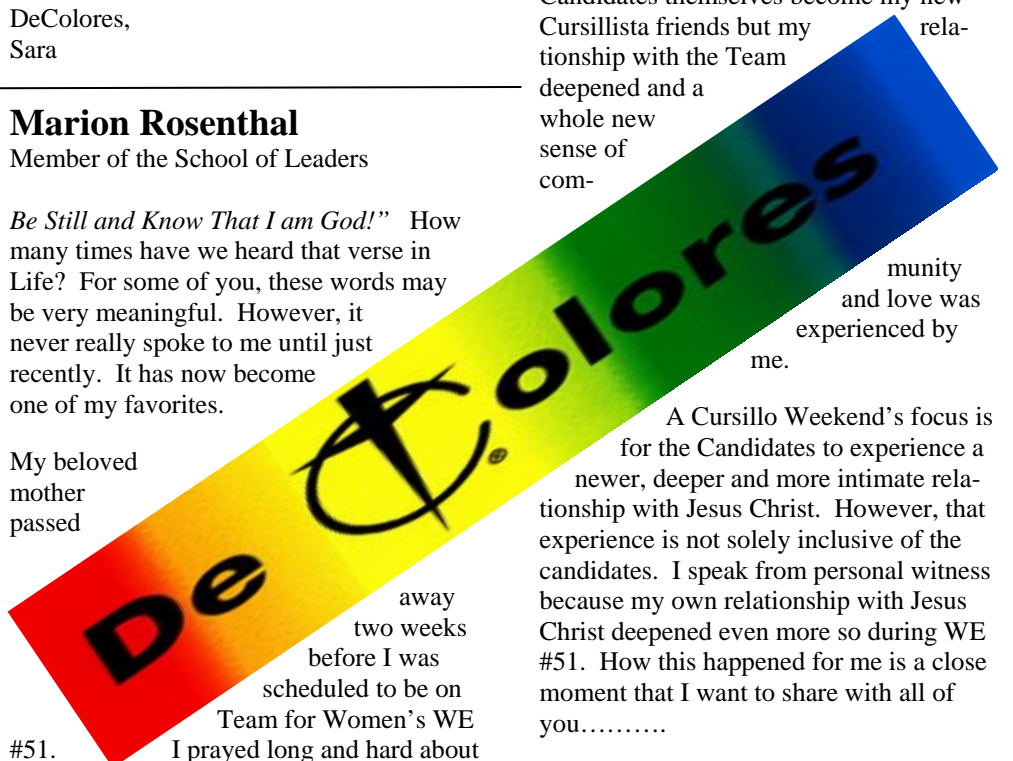 DeColores,
Sara
Marion Rosenthal
Member of the School of Leaders
Be Still and Know That I am God!” How
many times have we heard that verse in
Life? For some of you, these words may
be very meaningful. However, it
never really spoke to me until just
recently. It has now become
one of my favorites.
My beloved
mother
passed
away
two weeks
before I was
scheduled to be on
Team for Women’s WE
#51. I prayed long and hard about
De Colores ®
Cursillista friends but my rela-
tionship with the Team
deepened and a
whole new
sense of
com-
munity
and love was
experienced by
me.
A Cursillo Weekend’s focus is
for the Candidates to experience a
newer, deeper and more intimate rela-
tionship with Jesus Christ. However, that
experience is not solely inclusive of the
candidates. I speak from personal witness
because my own relationship with Jesus
Christ deepened even more so during WE
#51. How this happened for me is a close
moment that I want to share with all of
you……….